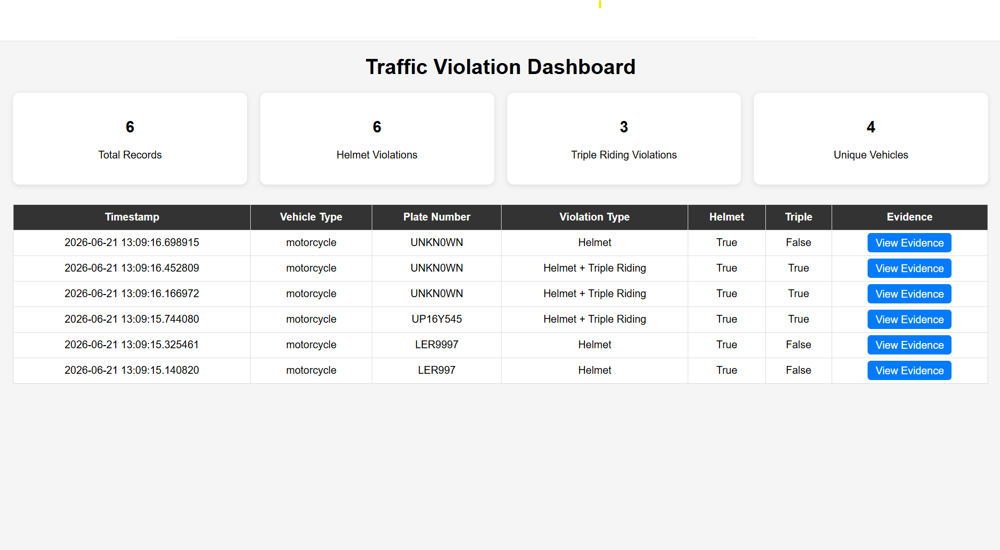 Traffic Violation Dashboard
6 6 3 4
Total Records Helmet Violations Triple Riding Violations Unique Vehicles
Timestamp Vehicle Type Plate Number Violation Type Helmet Triple Evidence
2026-06-21 13:09:16.698915 motorcycle UNKN0WN Helmet True False View Evidence
2026-06-21 13:09:16.452809 motorcycle UNKN0WN Helmet + Triple Riding True True View Evidence
2026-06-21 13:09:16.166972 motorcycle UNKN0WN Helmet + Triple Riding True True View Evidence
2026-06-21 13:09:15.744080 motorcycle UP16Y545 Helmet + Triple Riding True True View Evidence
2026-06-21 13:09:15.325461 motorcycle LER9997 Helmet True False View Evidence
2026-06-21 13:09:15.140820 motorcycle LER997 Helmet True False View Evidence